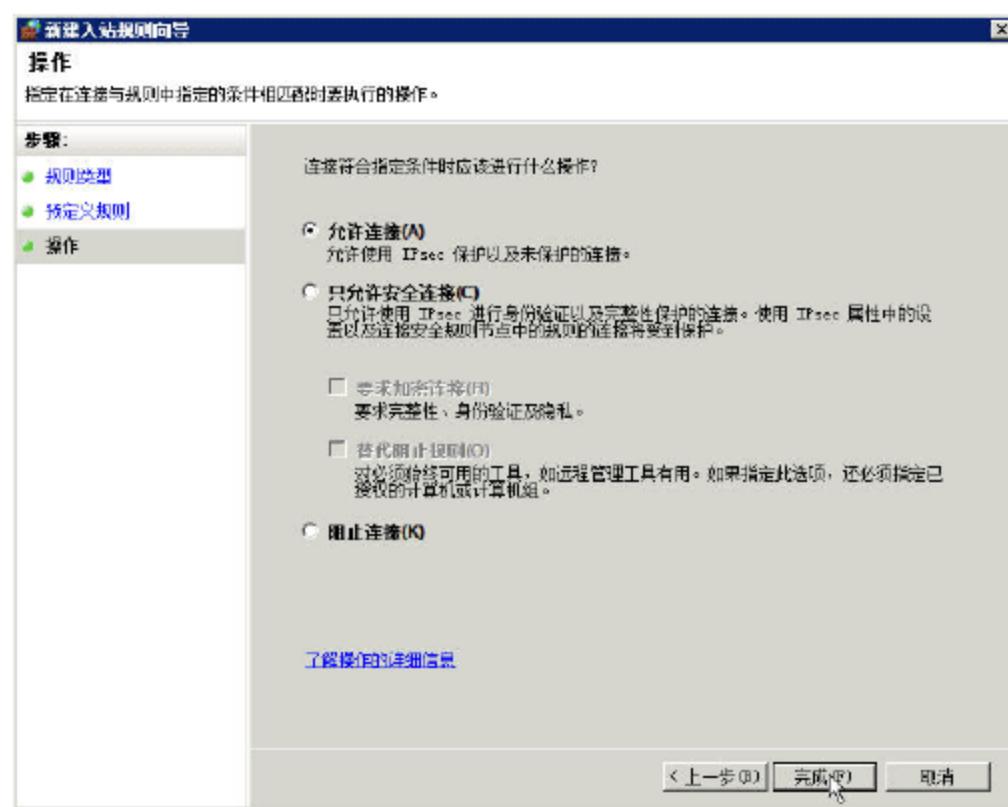 新建入站规则向导
操作
指定在连接与规则中指定的条件相匹配时要执行的操作。
步骤:
规则类型
预定义规则
操作
连接符合指定条件时应该进行什么操作?
允许连接(A)
允许使用 IPsec 保护以及未保护的连接。
只允许安全连接(C)
只允许使用 IPsec 进行身份验证以及完整性保护的连接。使用 IPsec 属性中的设
置以及连接安全规则节点中的规则的连接将受到保护。
要求加密连接(R)
要求完整性、身份验证及隐私。
替代阻止规则(O)
对必须始终可用的工具,如远程管理工具有用。如果指定此选项,还必须指定已
授权的计算机或计算机组。
阻止连接(K)
了解操作的详细信息
< 上一步(B)
完成(F)
取消